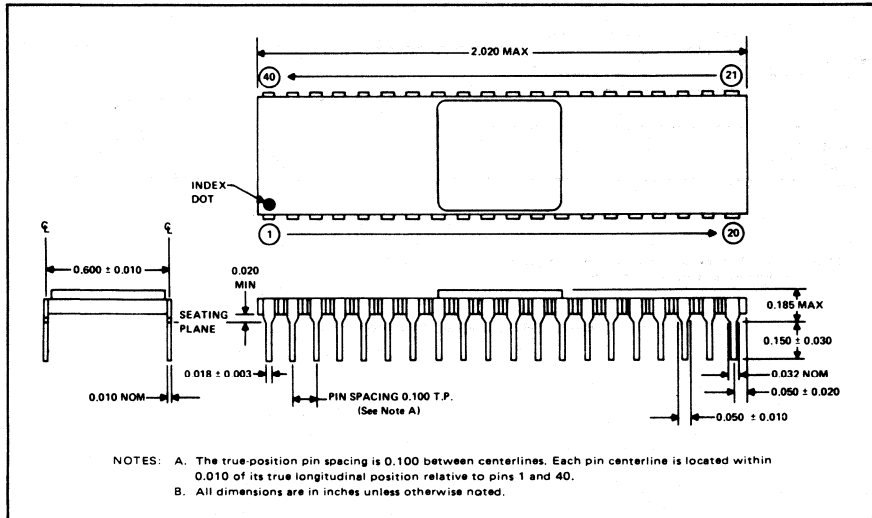 2.020 MAX
40
21
INDEX
DOT
1
20
℄
℄
0.600 ± 0.010
0.020
MIN
SEATING
PLANE
0.185 MAX
0.150 ± 0.030
0.018 ± 0.003
PIN SPACING 0.100 T.P.
(See Note A)
0.032 NOM
0.010 NOM
0.050 ± 0.020
0.050 ± 0.010
NOTES: A. The true-position pin spacing is 0.100 between centerlines. Each pin centerline is located within
0.010 of its true longitudinal position relative to pins 1 and 40.
B. All dimensions are in inches unless otherwise noted.